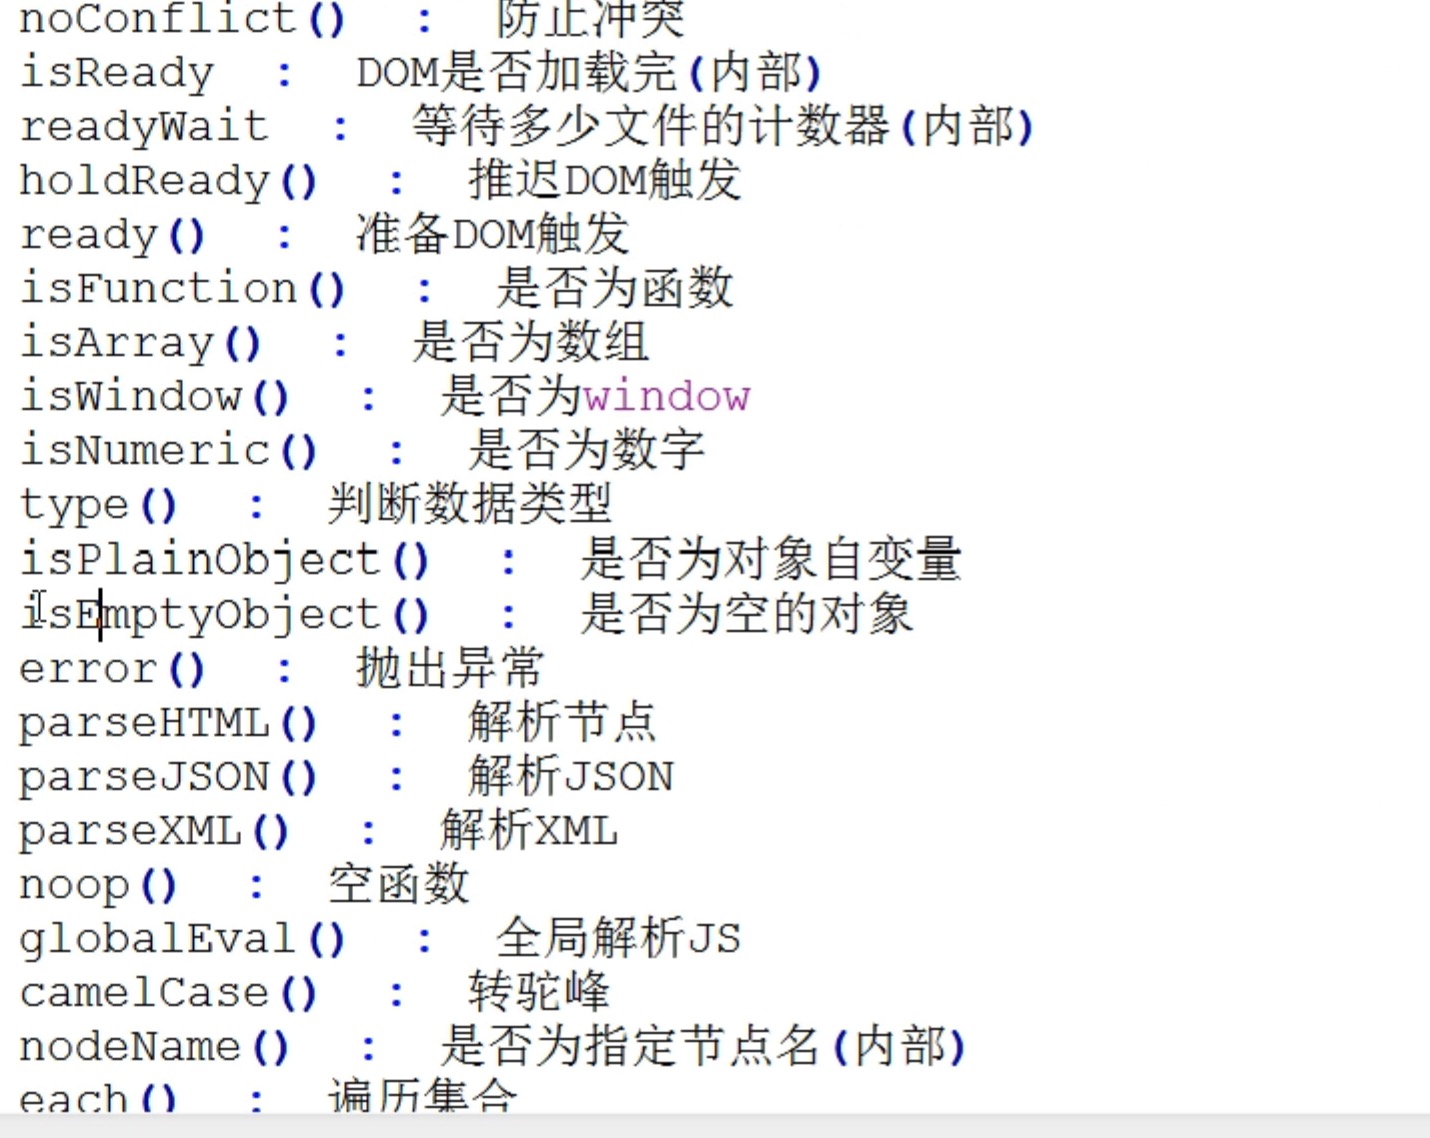 noConflict() : 防止冲突
isReady : DOM是否加载完(内部)
readyWait : 等待多少文件的计数器(内部)
holdReady() : 推迟DOM触发
ready() : 准备DOM触发
isFunction() : 是否为函数
isArray() : 是否为数组
isWindow() : 是否为window
isNumeric() : 是否为数字
type() : 判断数据类型
isPlainObject() : 是否为对象自变量
isEmptyObject() : 是否为空的对象
error() : 抛出异常
parseHTML() : 解析节点
parseJSON() : 解析JSON
parseXML() : 解析XML
noop() : 空函数
globalEval() : 全局解析JS
camelCase() : 转驼峰
nodeName() : 是否为指定节点名(内部)
each() : 遍历集合